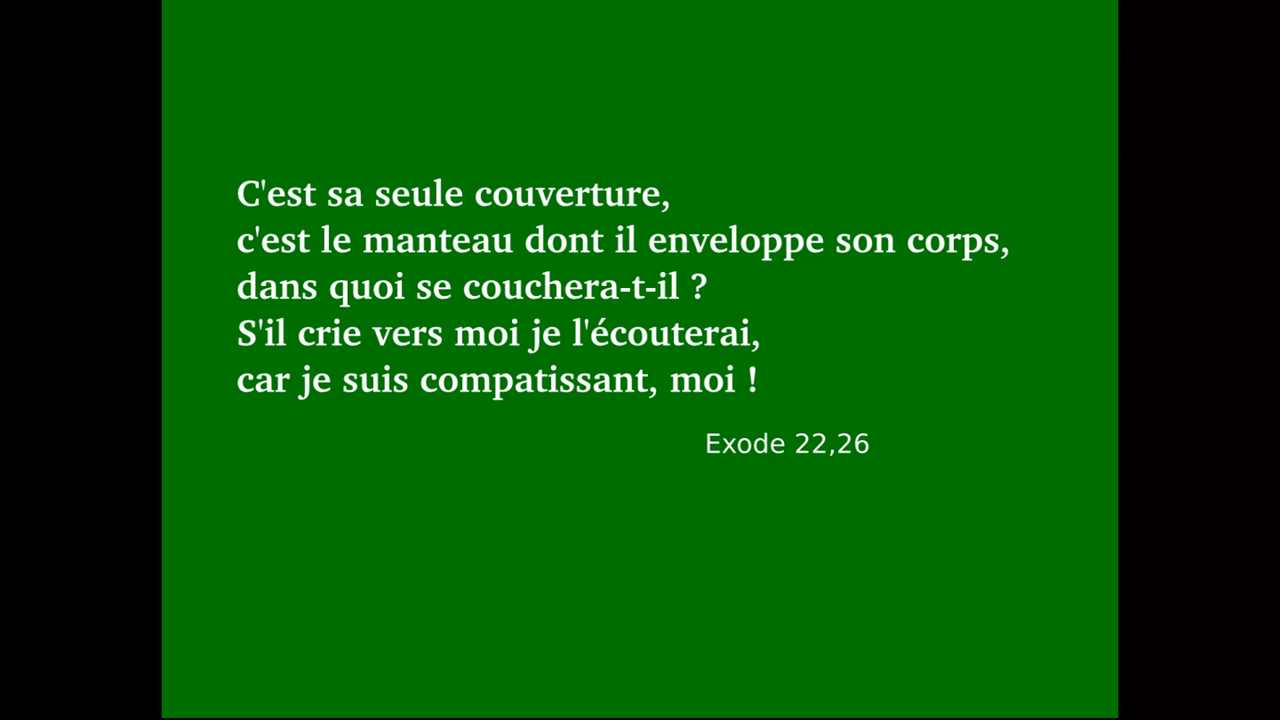 C'est sa seule couverture,
c'est le manteau dont il enveloppe son corps,
dans quoi se couchera-t-il ?
S'il crie vers moi je l'écouterai,
car je suis compatissant, moi !
Exode 22,26